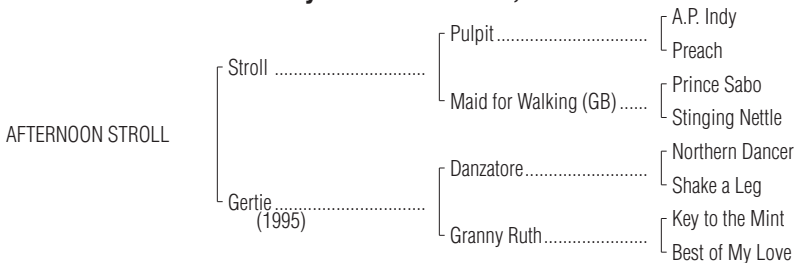 A.P. Indy
Pulpit................................
Preach
Stroll ................................
Prince Sabo
Maid for Walking (GB) ......
Stinging Nettle
AFTERNOON STROLL
Northern Dancer
Danzatore..........................
Shake a Leg
Gertie................................
(1995)
Key to the Mint
Granny Ruth......................
Best of My Love